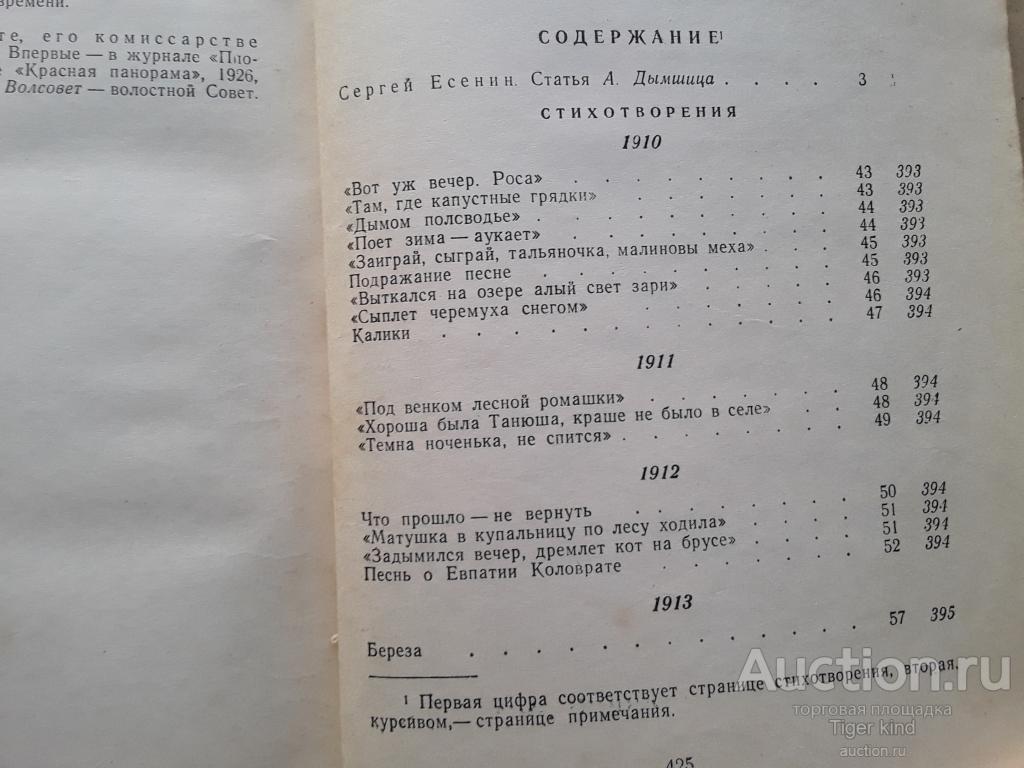 времени.
те, его комиссарстве
Впервые — в журнале «Пло-
е «Красная панорама», 1926,
Волсовет — волостной Совет.
СОДЕРЖАНИЕ¹
Сергей Есенин. Статья А. Дымшица . . . . 3
СТИХОТВОРЕНИЯ
1910
«Вот уж вечер. Роса» . . . . . . . . . 43 393
«Там, где капустные грядки» . . . . . . . 43 393
«Дымом половодье» . . . . . . . . . . 44 393
«Поет зима — аукает» . . . . . . . . . 44 393
«Заиграй, сыграй, тальяночка, малиновы меха» . . . 45 393
Подражание песне . . . . . . . . . . 45 393
«Выткался на озере алый свет зари» . . . . . 46 393
«Сыплет черемуха снегом» . . . . . . . . 46 394
Калики . . . . . . . . . . . . . 47 394
1911
«Под венком лесной ромашки» . . . . . . . 48 394
«Хороша была Танюша, краше не было в селе» . . 48 394
«Темна ноченька, не спится» . . . . . . . . 49 394
1912
Что прошло — не вернуть . . . . . . . . 50 394
«Матушка в купальницу по лесу ходила» . . . . 51 394
«Задымился вечер, дремлет кот на брусе» . . . . 51 394
Песнь о Евпатии Коловрате . . . . . . . 52 394
1913
Береза . . . . . . . . . . . . . 57 395
¹ Первая цифра соответствует странице стихотворения, вторая,
курсивом,— странице примечания.
425
Auction.ru
торговая площадка
Tiger kind
auction.ru